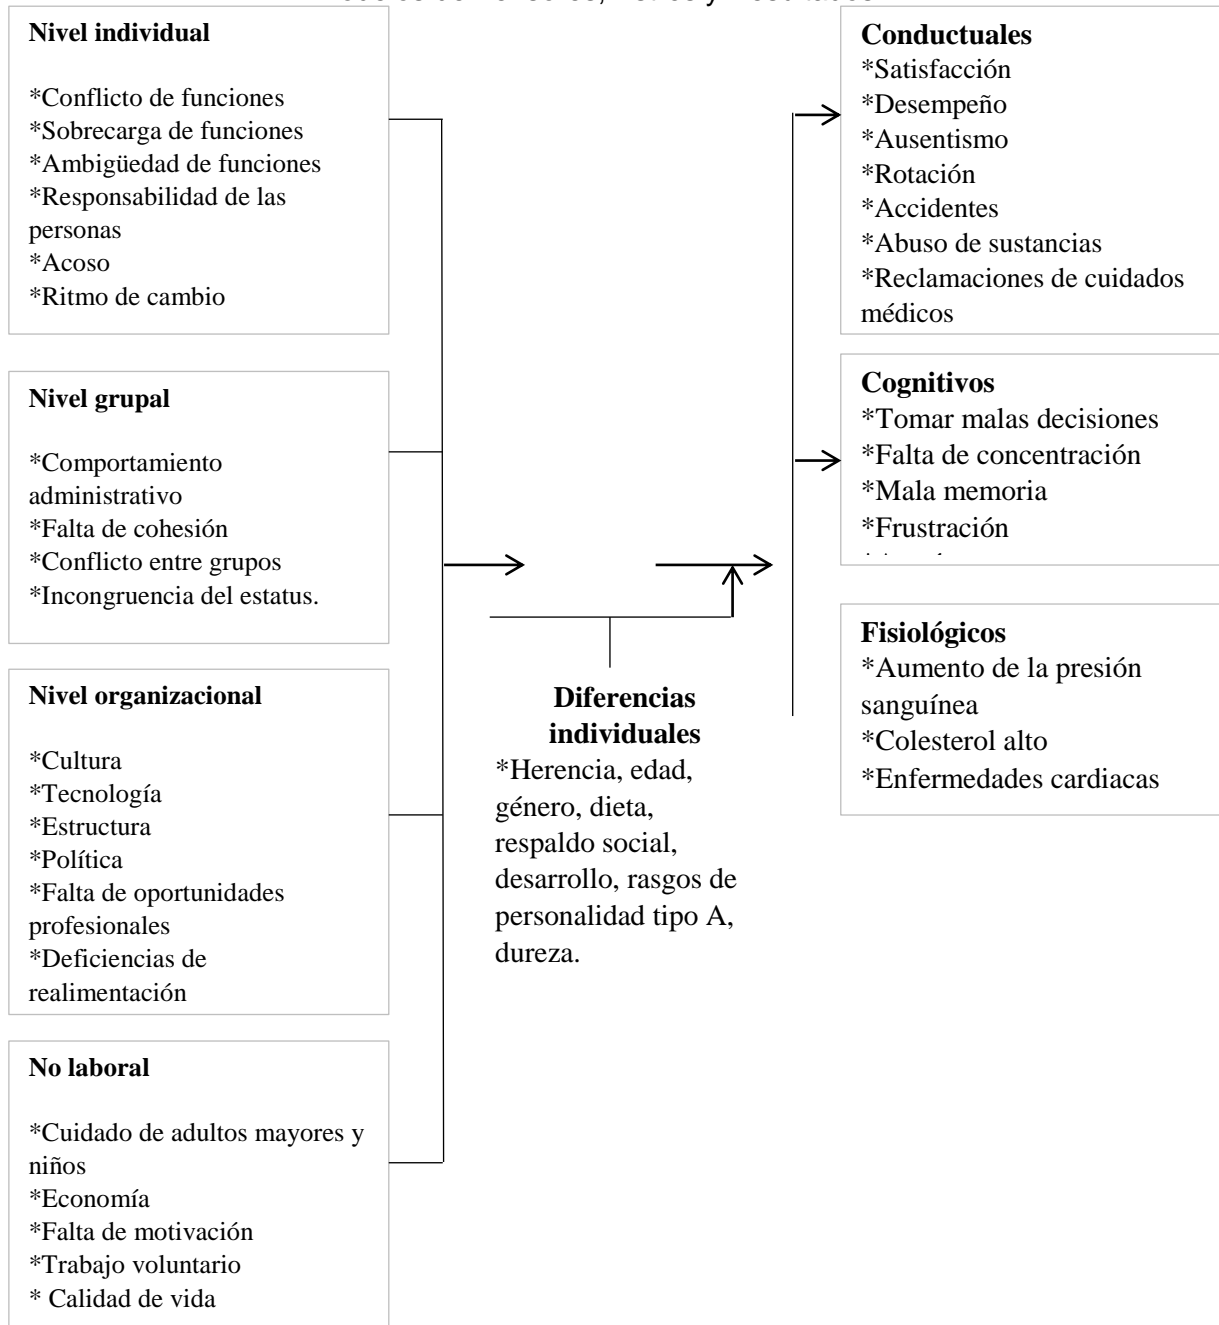 Nivel individual
*Conflicto de funciones
*Sobrecarga de funciones
*Ambigüedad de funciones
*Responsabilidad de las
personas
*Acoso
*Ritmo de cambio
Nivel grupal
*Comportamiento
administrativo
*Falta de cohesión
*Conflicto entre grupos
*Incongruencia del estatus.
Nivel organizacional
*Cultura
*Tecnología
*Estructura
*Política
*Falta de oportunidades
profesionales
*Deficiencias de
realimentación
No laboral
*Cuidado de adultos mayores y
niños
*Economía
*Falta de motivación
*Trabajo voluntario
* Calidad de vida
Diferencias
individuales
*Herencia, edad,
género, dieta,
respaldo social,
desarrollo, rasgos de
personalidad tipo A,
dureza.
Conductuales
*Satisfacción
*Desempeño
*Ausentismo
*Rotación
*Accidentes
*Abuso de sustancias
*Reclamaciones de cuidados
médicos
Cognitivos
*Tomar malas decisiones
*Falta de concentración
*Mala memoria
*Frustración
Fisiológicos
*Aumento de la presión
sanguínea
*Colesterol alto
*Enfermedades cardiacas